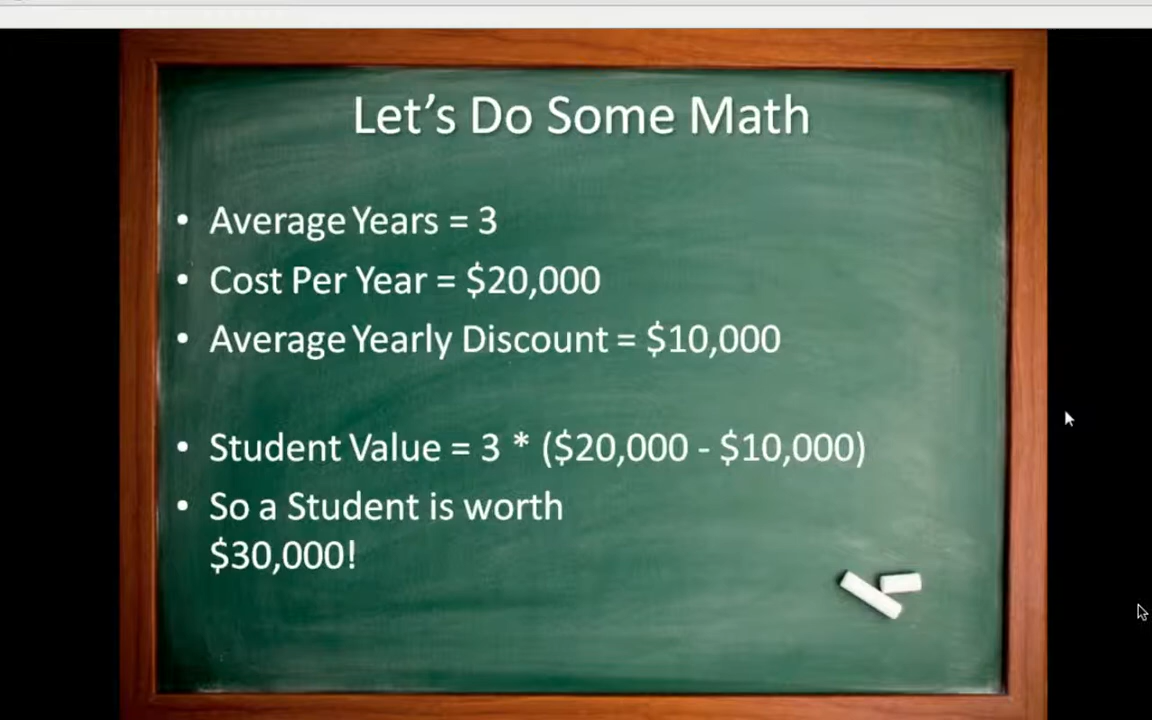 Let's Do Some Math
• Average Years = 3
• Cost Per Year = $20,000
• Average Yearly Discount = $10,000
• Student Value = 3 * ($20,000 - $10,000)
• So a Student is worth
$30,000!